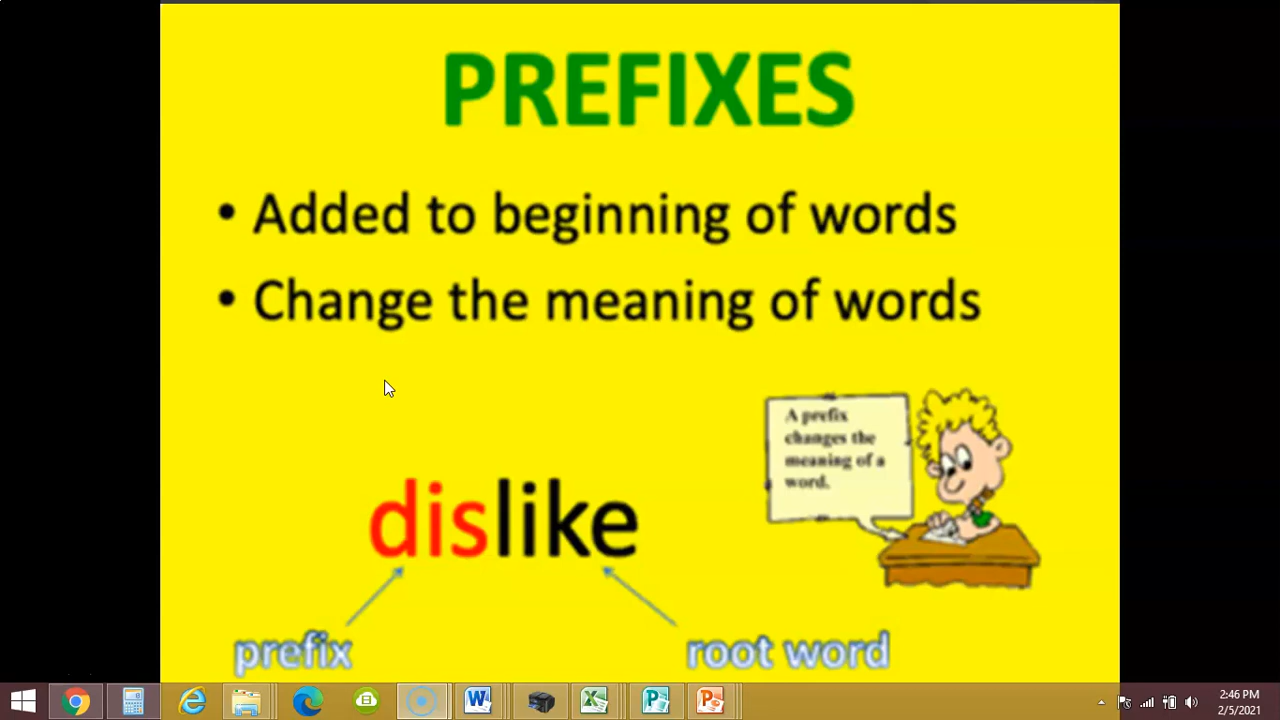 PREFIXES
• Added to beginning of words
• Change the meaning of words
A prefix
changes the
meaning of a
word.
dislike
prefix
root word
2:46 PM
2/5/2021